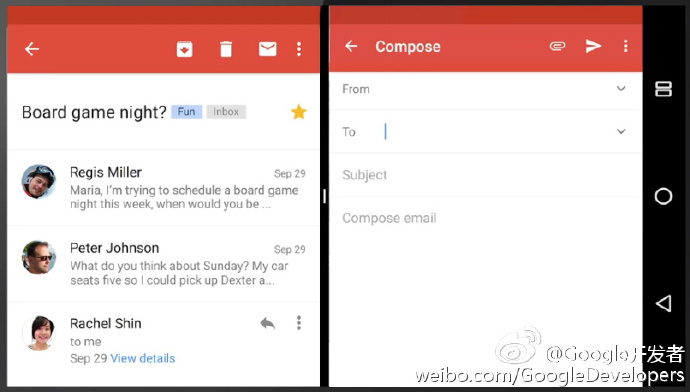 Board game night? Fun Inbox
Regis Miller Sep 29
Maria, I'm trying to schedule a board game
night this week, when would you be ...
Peter Johnson Sep 29
What do you think about Sunday? My car
seats five so I could pick up Dexter a...
Rachel Shin
to me
Sep 29 View details
Compose
From
To
Subject
Compose email
@Google开发者
weibo.com/GoogleDevelopers